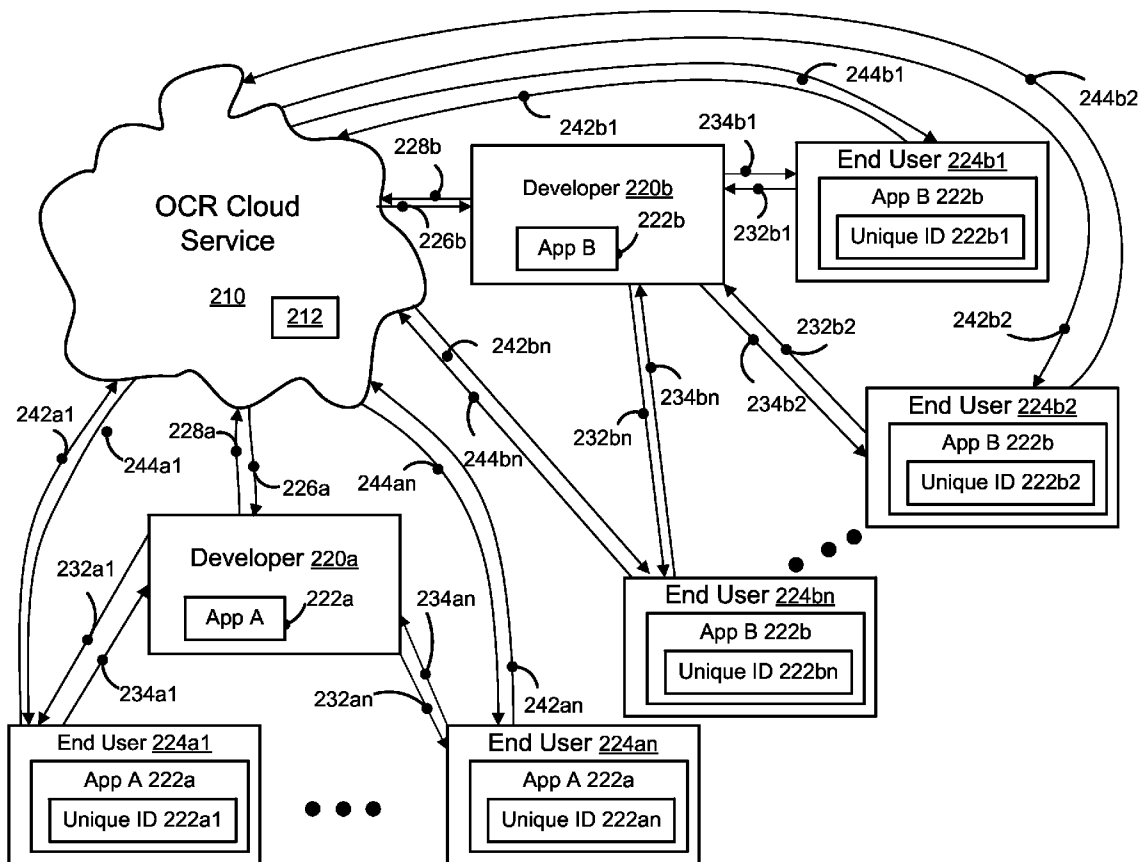 244b1
244b2
242b1
234b1
228b
End User 224b1
App B 222b
Unique ID 222b1
Developer 220b
222b
App B
OCR Cloud
Service
226b
232b1
210
212
242b2
242bn
232b2
234bn
234b2
End User 224b2
App B 222b
Unique ID 222b2
242a1
228a
232bn
244a1
244bn
244an
226a
Developer 220a
232a1
End User 224bn
App B 222b
Unique ID 222bn
222a
App A
234an
234a1
232an
242an
End User 224a1
App A 222a
Unique ID 222a1
End User 224an
App A 222a
Unique ID 222an